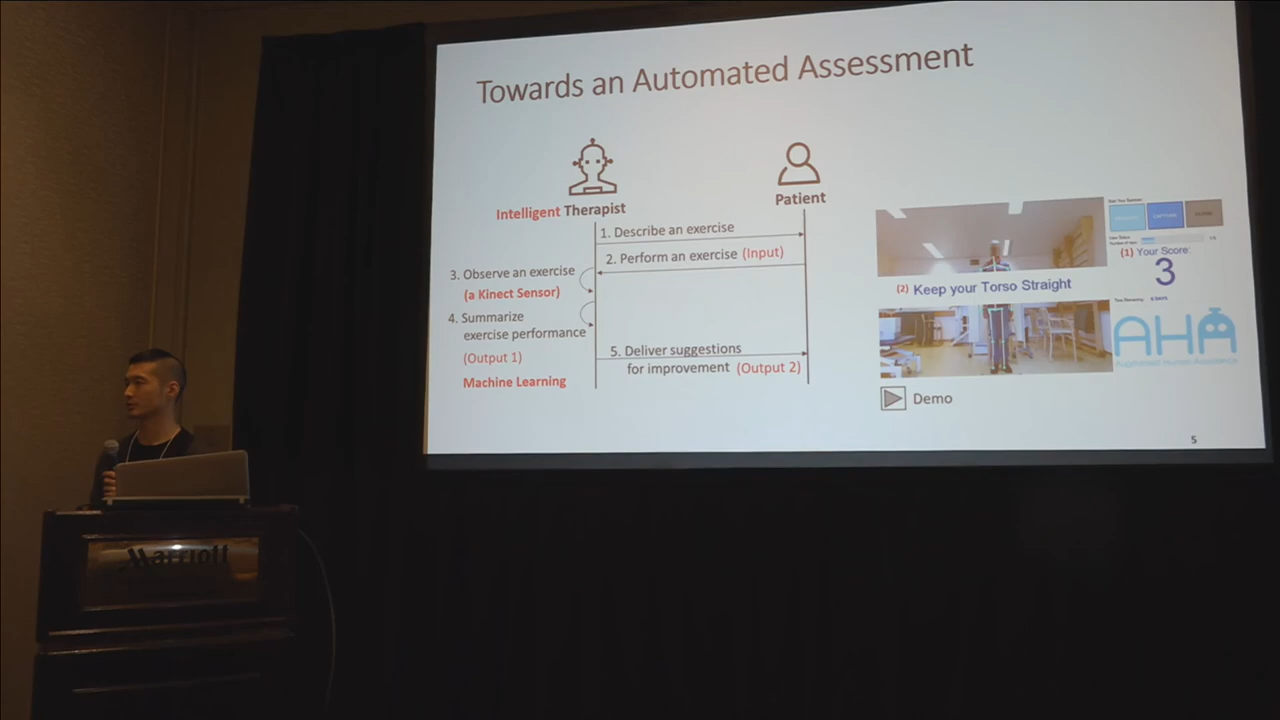 Towards an Automated Assessment
Intelligent Therapist
Patient
1. Describe an exercise
2. Perform an exercise (Input)
3. Observe an exercise
(a Kinect Sensor)
4. Summarize
exercise performance
(Output 1)
Machine Learning
5. Deliver suggestions
for improvement (Output 2)
(1) Your Score:
3
(2) Keep your Torso Straight
AHA
Demo
5
Marriott